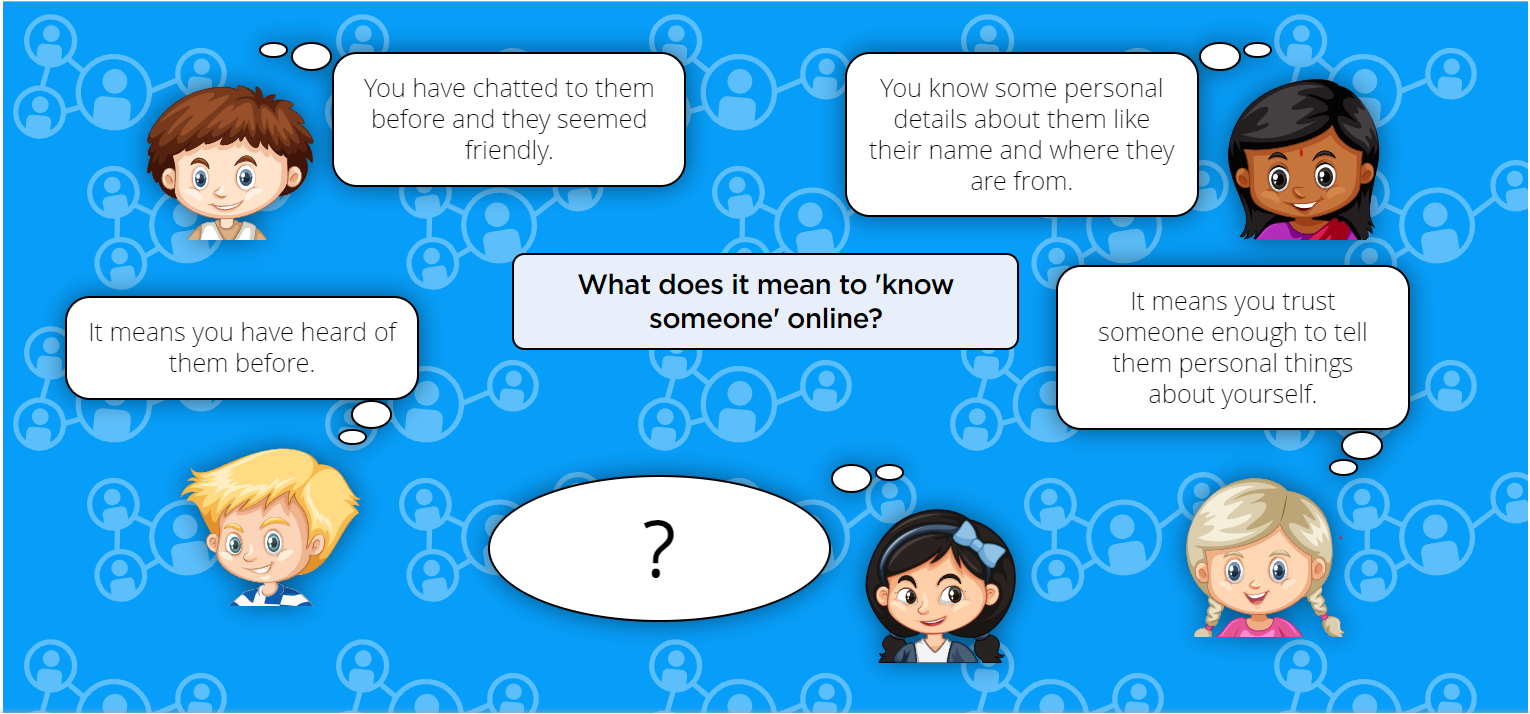 You have chatted to them
before and they seemed
friendly.
You know some personal
details about them like
their name and where they
are from.
What does it mean to 'know
someone' online?
It means you have heard of
them before.
It means you trust
someone enough to tell
them personal things
about yourself.
?